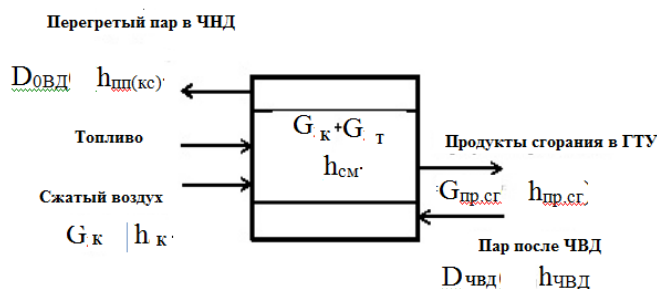 Перегретый пар в ЧНД
D0ВД hпп(кс)
Топливо
Сжатый воздух
Gк hк
Gк+Gт
hсм
Продукты сгорания в ГТУ
Gпр.сг hпр.сг
Пар после ЧВД
Dчвд hЧВД